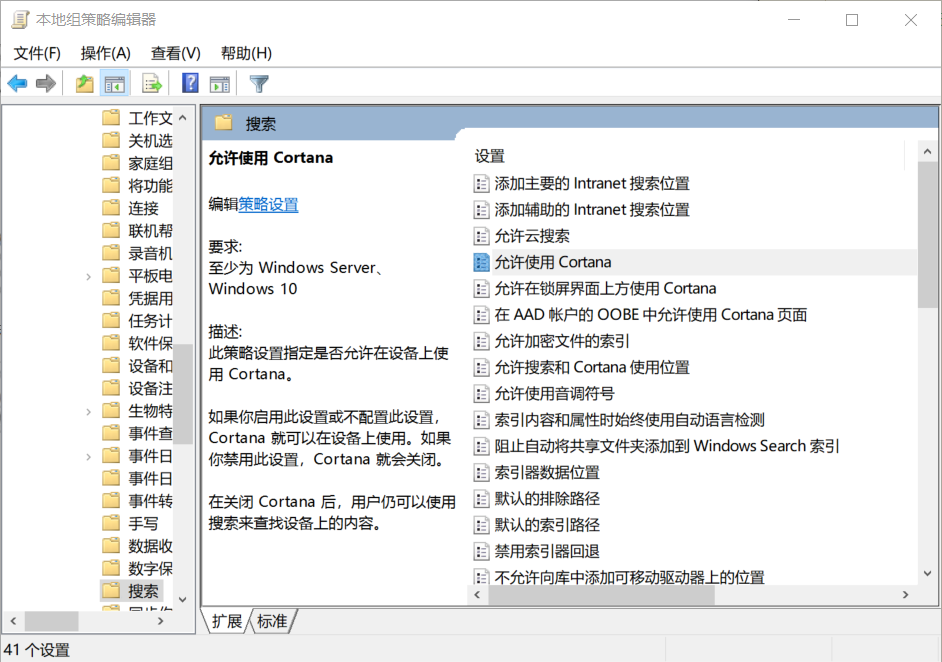 本地组策略编辑器
文件(F) 操作(A) 查看(V) 帮助(H)
工作文
关机选
家庭组
将功能
连接
联机帮
录音机
平板电
凭据用
任务计
软件保
设备和
设备注
生物特
事件查
事件日
事件日
事件转
手写
数据收
数字保
搜索
搜索
允许使用 Cortana
编辑策略设置
要求:
至少为 Windows Server、
Windows 10
描述:
此策略设置指定是否允许在设备上使
用 Cortana。
如果你启用此设置或不配置此设置，
Cortana 就可以在设备上使用。如果
你禁用此设置，Cortana 就会关闭。
在关闭 Cortana 后，用户仍可以使用
搜索来查找设备上的内容。
设置
添加主要的 Intranet 搜索位置
添加辅助的 Intranet 搜索位置
允许云搜索
允许使用 Cortana
允许在锁屏界面上方使用 Cortana
在 AAD 帐户的 OOBE 中允许使用 Cortana 页面
允许加密文件的索引
允许搜索和 Cortana 使用位置
允许使用音调符号
索引内容和属性时始终使用自动语言检测
阻止自动将共享文件夹添加到 Windows Search 索引
索引器数据位置
默认的排除路径
默认的索引路径
禁用索引器回退
不允许向库中添加可移动驱动器上的位置
扩展 标准
41 个设置